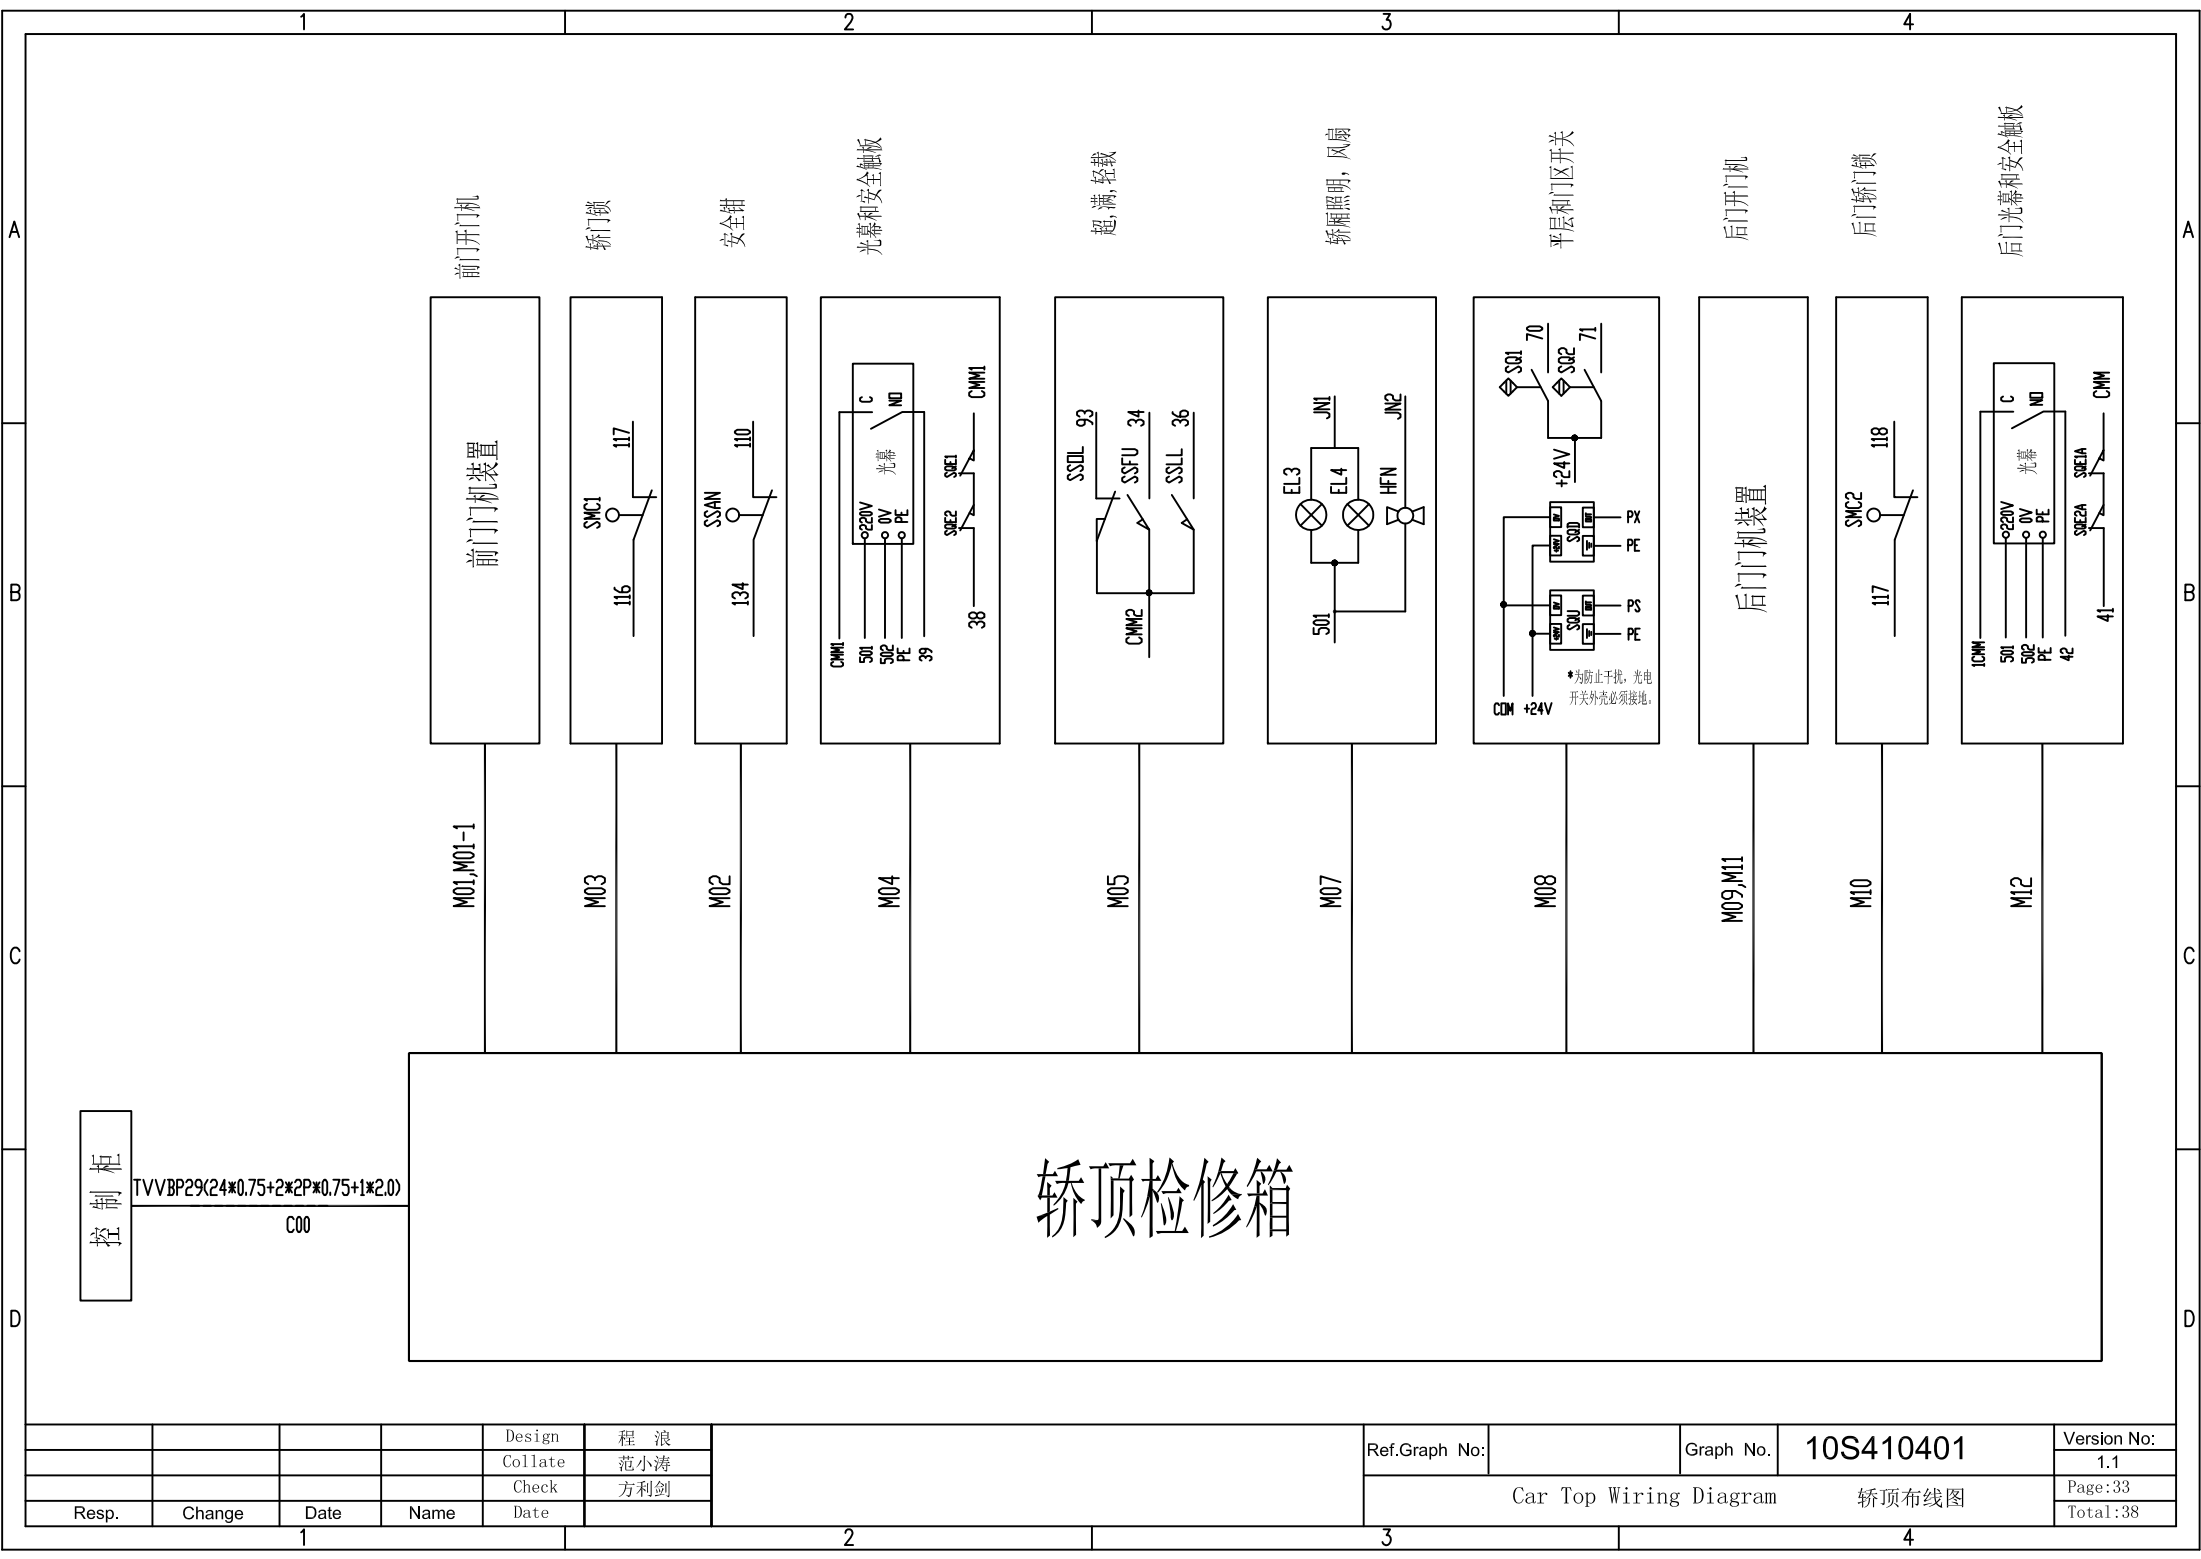 1 2 3 4
A
B
C
D
前门开门机
轿门锁
安全钳
光幕和安全触板
超,满,轻载
轿厢照明，风扇
平层和门区开关
后门开门机
后门轿门锁
后门光幕和安全触板
前门门机装置
116
SMC1
117
134
SSAN
110
C
NO
光幕
220V
0V
PE
CMM1
501
502
PE
39
SQE2
SQE1
38
CMM1
SSOL
93
SSFU
34
SSLL
36
CMM2
EL3
EL4
HFN
JN1
JN2
501
SQ1
70
SQ2
71
+24V
0V
OUT
SQD
+24V
PX
PE
0V
OUT
SQU
+24V
PS
PE
COM
+24V
*为防止干扰，光电
开关外壳必须接地。
后门门机装置
117
SMC2
118
C
NO
光幕
220V
0V
PE
1CMM
501
502
PE
42
SQE2A
SQE1A
41
CMM
M01,M01-1
M03
M02
M04
M05
M07
M08
M09,M11
M10
M12
控制柜
TVVBP29(24*0.75+2*2P*0.75+1*2.0)
C00
轿顶检修箱
A
B
C
D
Design 程 浪
Collate 范小涛
Check 方利剑
Resp. Change Date Name Date
Ref.Graph No:
Graph No. 10S410401
Version No:
1.1
Car Top Wiring Diagram 轿顶布线图
Page:33
Total:38
1 2 3 4